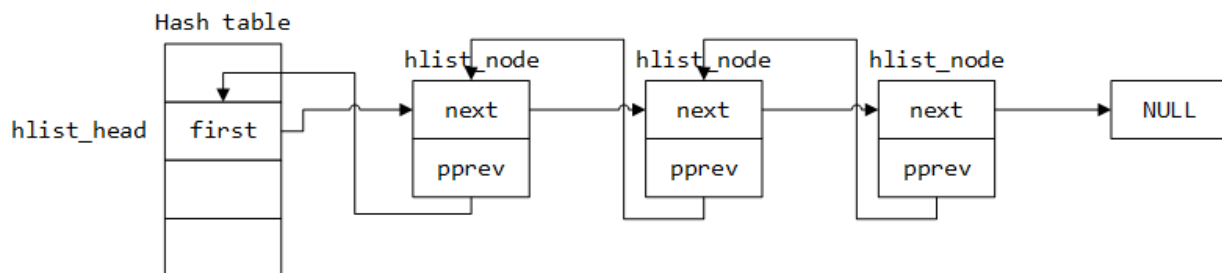 Hash table
hlist_node
hlist_node
hlist_node
hlist_head
first
next
next
next
NULL
pprev
pprev
pprev